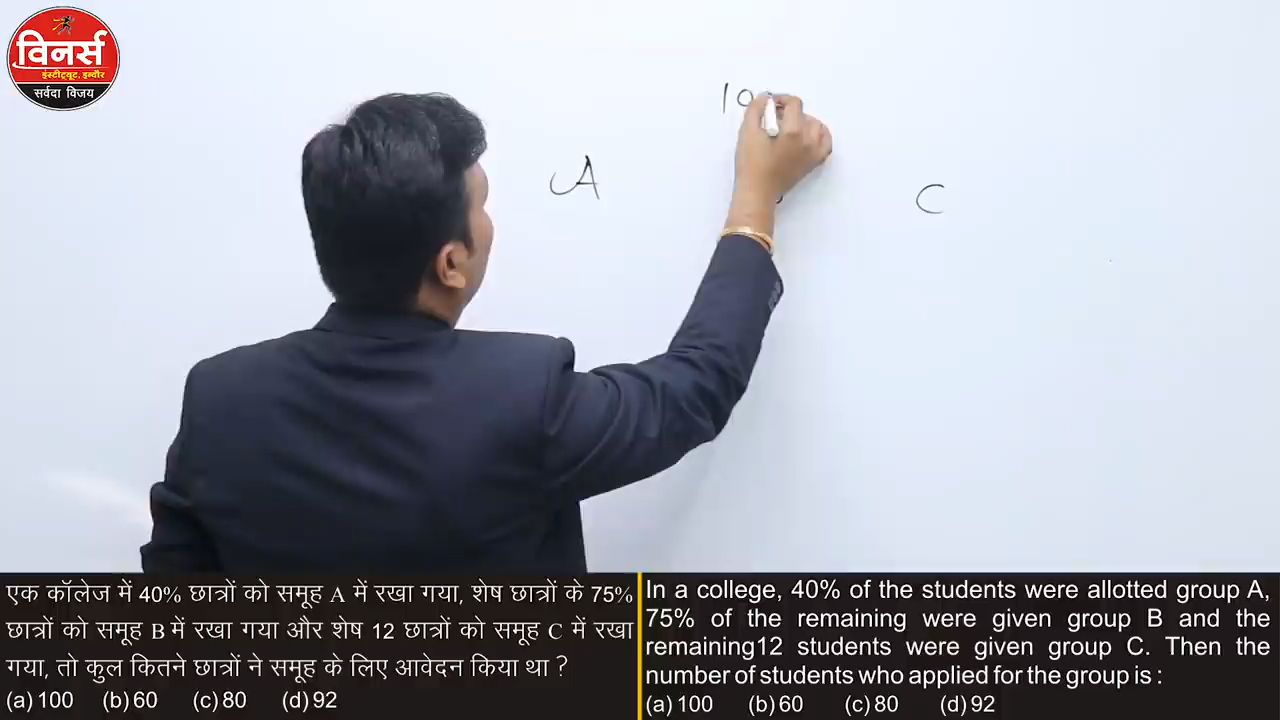 विनर्स
इंस्टीट्यूट, इन्दौर
सर्वदा विजय
A
C
एक कॉलेज में 40% छात्रों को समूह A में रखा गया, शेष छात्रों के 75%
छात्रों को समूह B में रखा गया और शेष 12 छात्रों को समूह C में रखा
गया, तो कुल कितने छात्रों ने समूह के लिए आवेदन किया था ?
(a) 100 (b) 60 (c) 80 (d) 92
In a college, 40% of the students were allotted group A,
75% of the remaining were given group B and the
remaining12 students were given group C. Then the
number of students who applied for the group is :
(a) 100 (b) 60 (c) 80 (d) 92